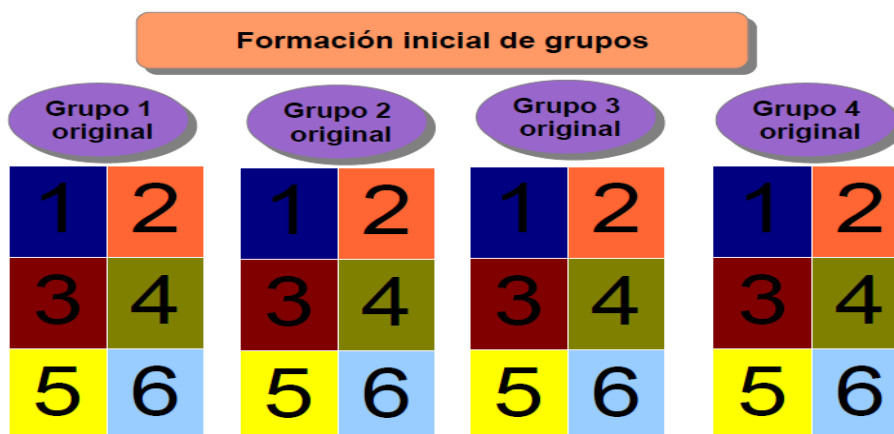 Formación inicial de grupos
Grupo 1
original
Grupo 2
original
Grupo 3
original
Grupo 4
original
1 2 1 2 1 2 1 2
3 4 3 4 3 4 3 4
5 6 5 6 5 6 5 6